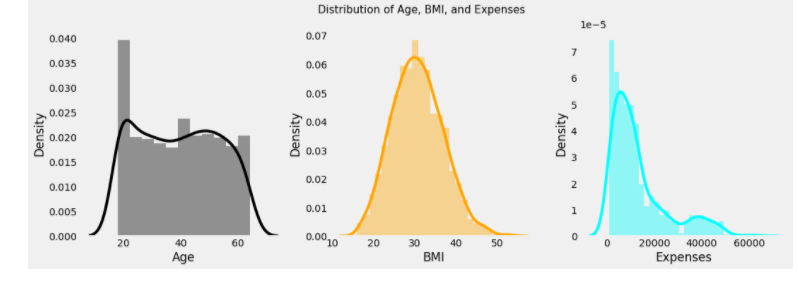 Distribution of Age, BMI, and Expenses
0.040
0.035
0.030
0.025
0.020
0.015
0.010
0.005
0.000
Density
20 40 60
Age
0.07
0.06
0.05
0.04
0.03
0.02
0.01
0.00
Density
10 20 30 40 50
BMI
1e−5
7
6
5
4
3
2
1
0
Density
0 20000 40000 60000
Expenses